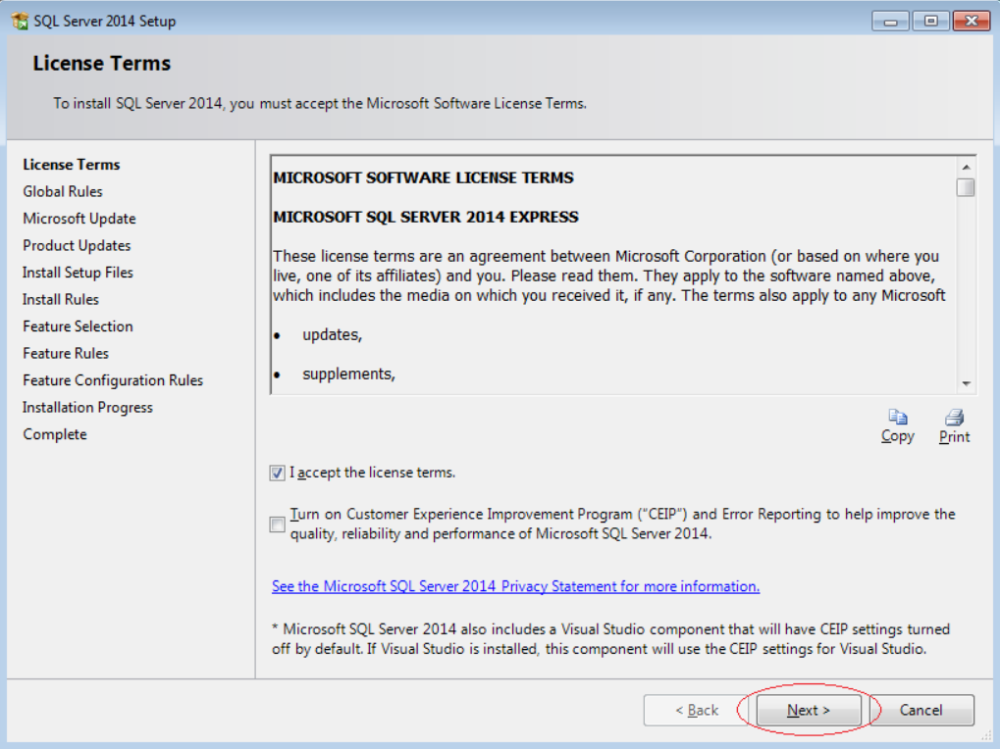 SQL Server 2014 Setup
License Terms
To install SQL Server 2014, you must accept the Microsoft Software License Terms.
License Terms
Global Rules
Microsoft Update
Product Updates
Install Setup Files
Install Rules
Feature Selection
Feature Rules
Feature Configuration Rules
Installation Progress
Complete
MICROSOFT SOFTWARE LICENSE TERMS
MICROSOFT SQL SERVER 2014 EXPRESS
These license terms are an agreement between Microsoft Corporation (or based on where you
live, one of its affiliates) and you. Please read them. They apply to the software named above,
which includes the media on which you received it, if any. The terms also apply to any Microsoft
• updates,
• supplements,
Copy Print
I accept the license terms.
Turn on Customer Experience Improvement Program ("CEIP") and Error Reporting to help improve the
quality, reliability and performance of Microsoft SQL Server 2014.
See the Microsoft SQL Server 2014 Privacy Statement for more information.
* Microsoft SQL Server 2014 also includes a Visual Studio component that will have CEIP settings turned
off by default. If Visual Studio is installed, this component will use the CEIP settings for Visual Studio.
< Back Next > Cancel